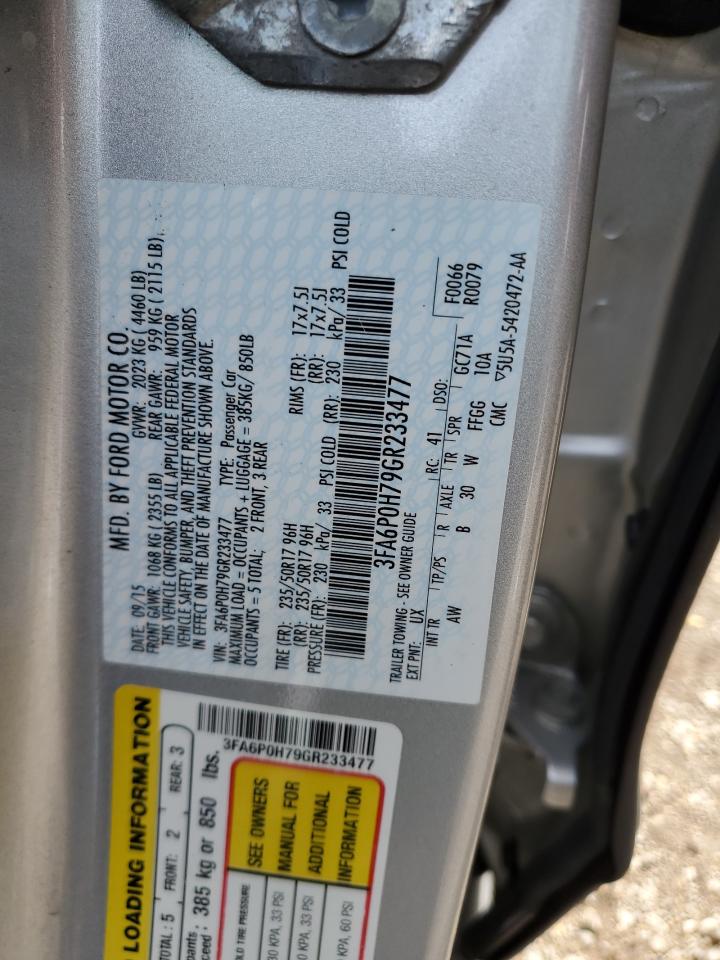 MFD. BY FORD MOTOR CO.
DATE: 09/15 GVWR: 2023 KG ( 4460 LB)
FRONT GAWR: 1068 KG ( 2355 LB) REAR GAWR: 959 KG ( 2115 LB)
THIS VEHICLE CONFORMS TO ALL APPLICABLE FEDERAL MOTOR
VEHICLE SAFETY, BUMPER, AND THEFT PREVENTION STANDARDS
IN EFFECT ON THE DATE OF MANUFACTURE SHOWN ABOVE.
VIN: 3FA6P0H79GR233477 TYPE: Passenger Car
MAXIMUM LOAD = OCCUPANTS + LUGGAGE = 385KG/ 850LB
OCCUPANTS = 5 TOTAL; 2 FRONT, 3 REAR
TIRE (FR): 235/50R17 96H RIMS (FR): 17x7.5J
(RR): 235/50R17 96H (RR): 17x7.5J
PRESSURE (FR): 230 kPa/ 33 PSI COLD (RR): 230 kPa/ 33 PSI COLD
3FA6P0H79GR233477
TRAILER TOWING - SEE OWNER GUIDE
EXT PNT: UX RC: 41 DSO: F0066
INT TR TP/PS R AXLE TR SPR GC71A R0079
AW B 30 W FFGG 10A
CMC ▽5U5A-5420472-AA
LOADING INFORMATION
TOTAL: 5 FRONT: 2 REAR: 3
pants
xceed : 385 kg or 850 lbs.
3FA6P0H79GR233477
LD TIRE PRESSURE
30 KPA, 33 PSI
0 KPA, 33 PSI
0 KPA, 60 PSI
SEE OWNERS
MANUAL FOR
ADDITIONAL
INFORMATION